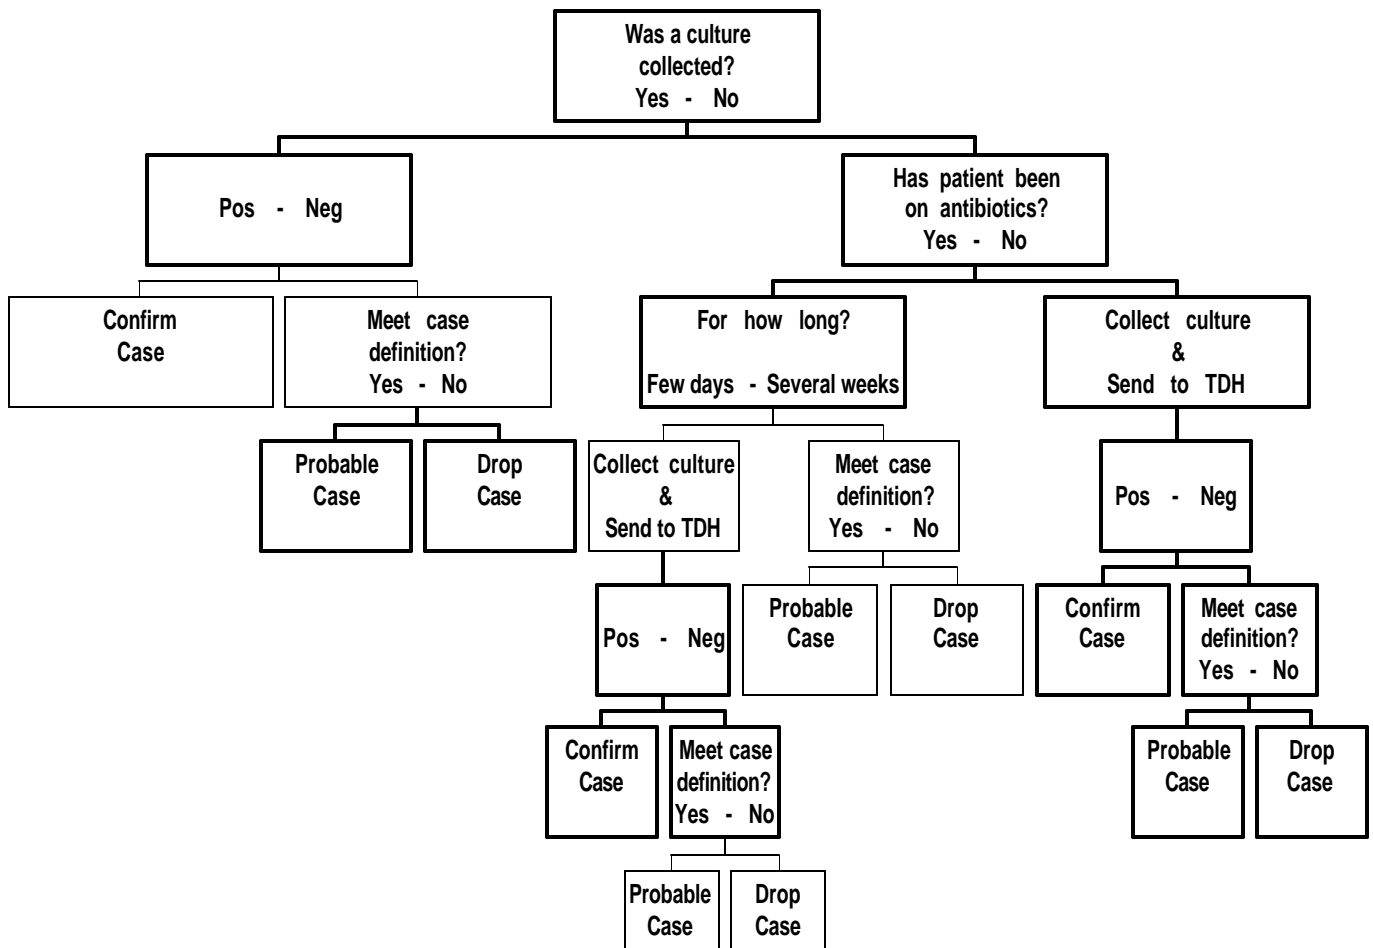 Was a culture
collected?
Yes - No
Pos - Neg
Has patient been
on antibiotics?
Yes - No
Confirm
Case
Meet case
definition?
Yes - No
For how long?
Few days - Several weeks
Collect culture
&
Send to TDH
Probable
Case
Drop
Case
Collect culture
&
Send to TDH
Meet case
definition?
Yes - No
Pos - Neg
Pos - Neg
Probable
Case
Drop
Case
Confirm
Case
Meet case
definition?
Yes - No
Confirm
Case
Meet case
definition?
Yes - No
Probable
Case
Drop
Case
Probable
Case
Drop
Case